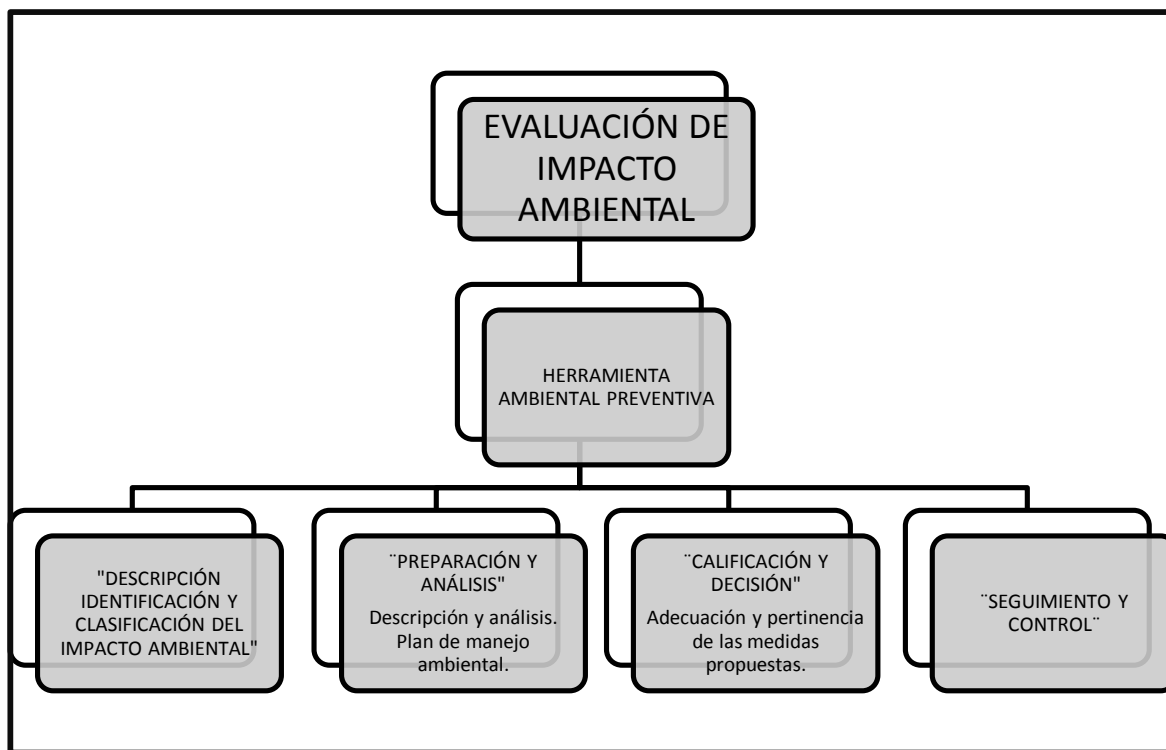 EVALUACIÓN DE
IMPACTO
AMBIENTAL
HERRAMIENTA
AMBIENTAL PREVENTIVA
"DESCRIPCIÓN
IDENTIFICACIÓN Y
CLASIFICACIÓN DEL
IMPACTO AMBIENTAL"
¨PREPARACIÓN Y
ANÁLISIS"
Descripción y análisis.
Plan de manejo
ambiental.
¨CALIFICACIÓN Y
DECISIÓN"
Adecuación y pertinencia
de las medidas
propuestas.
¨SEGUIMIENTO Y
CONTROL¨